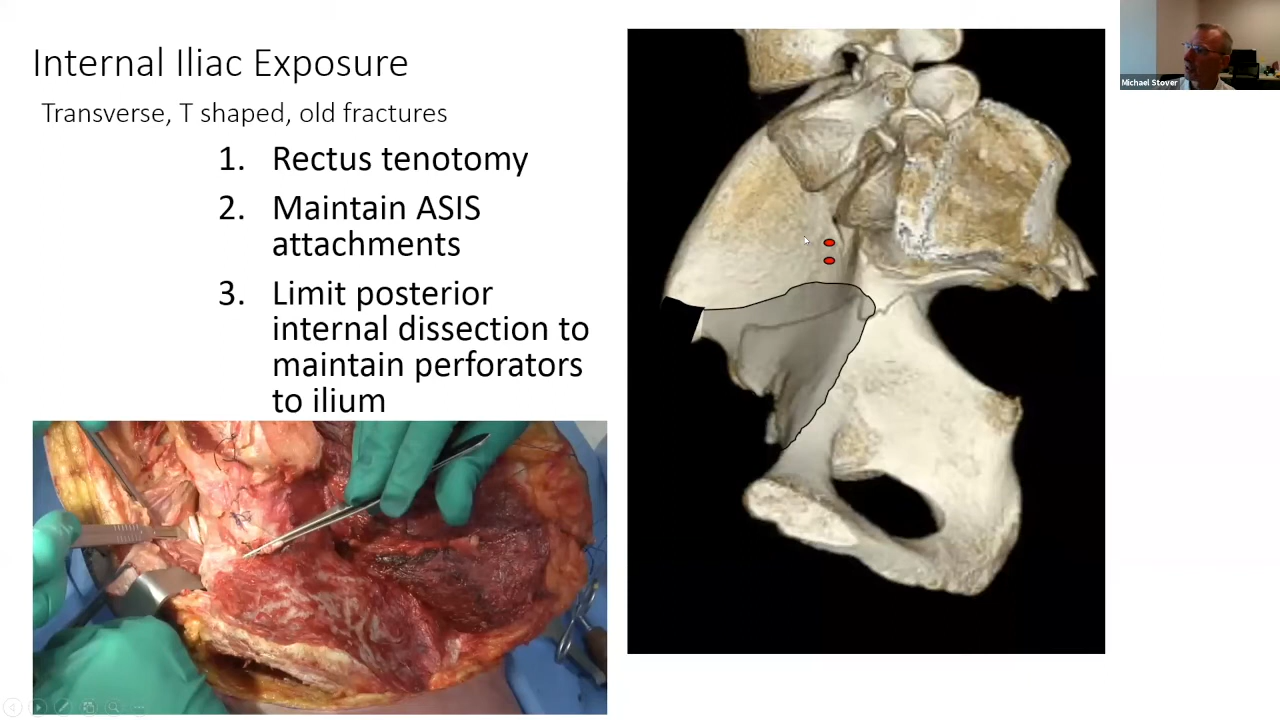 Internal Iliac Exposure
Transverse, T shaped, old fractures
1. Rectus tenotomy
2. Maintain ASIS
attachments
3. Limit posterior
internal dissection to
maintain perforators
to ilium
Michael Stover